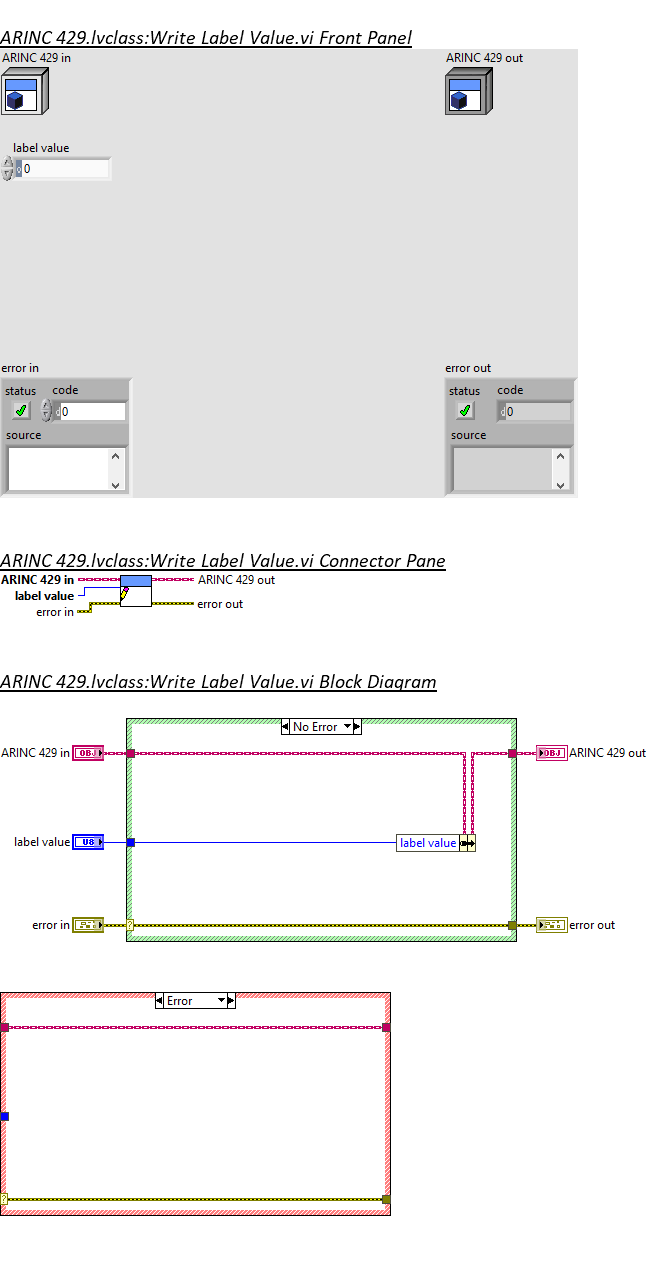 ARINC 429.lvclass:Write Label Value.vi Front Panel
ARINC 429 in
ARINC 429 out
label value
d 0
error in
error out
status code
status code
d 0
d 0
source
source
ARINC 429.lvclass:Write Label Value.vi Connector Pane
ARINC 429 in
ARINC 429 out
label value
error in
error out
ARINC 429.lvclass:Write Label Value.vi Block Diagram
No Error
ARINC 429 in
OBJ
OBJ
ARINC 429 out
label value
U8
label value
error in
?
error out
Error
?